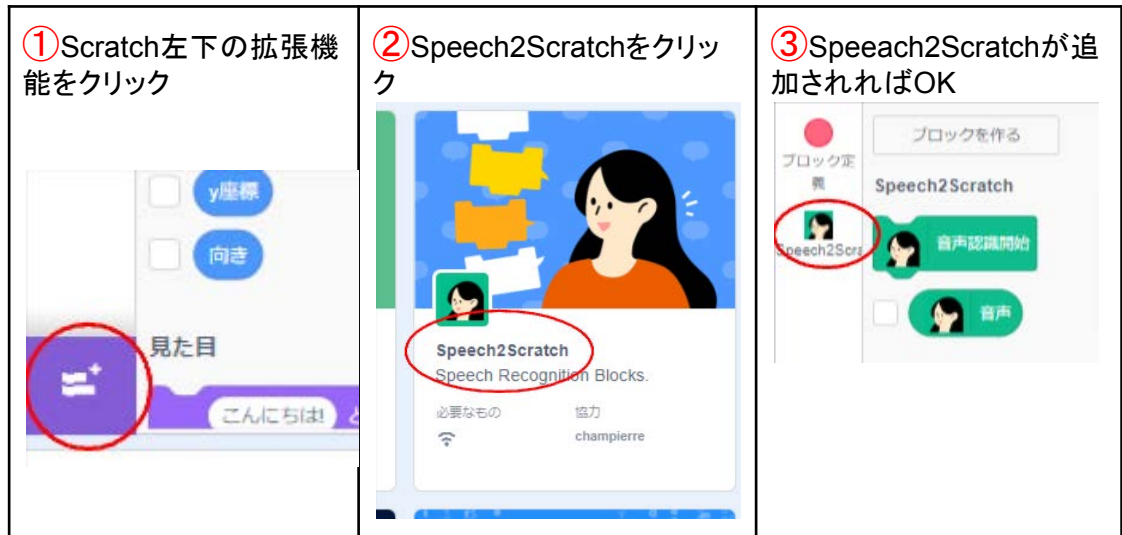 ①Scratch左下の拡張機
能をクリック
y座標
向き
見た目
こんにちは!
②Speech2Scratchをクリッ
ク
Speech2Scratch
Speech Recognition Blocks.
必要なもの 協力
champierre
③Speeach2Scratchが追
加されればOK
ブロック定
義
ブロックを作る
Speech2Scratch
Speech2Scra
音声認識開始
音声